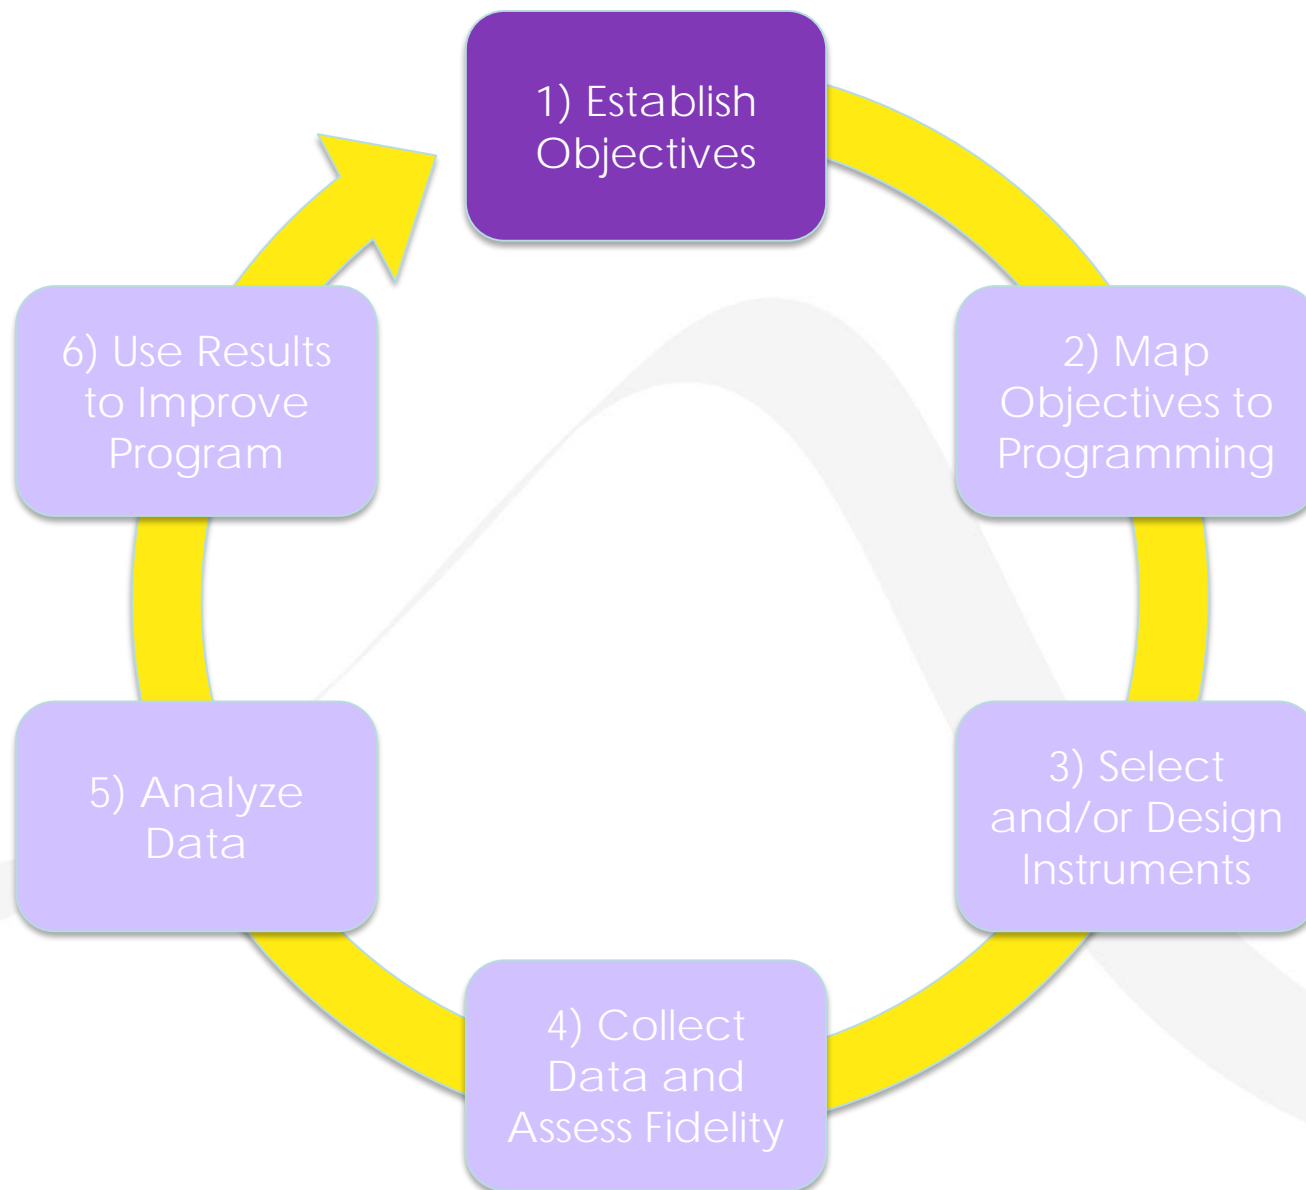 1) Establish
Objectives
2) Map
Objectives to
Programming
3) Select
and/or Design
Instruments
4) Collect
Data and
Assess Fidelity
5) Analyze
Data
6) Use Results
to Improve
Program